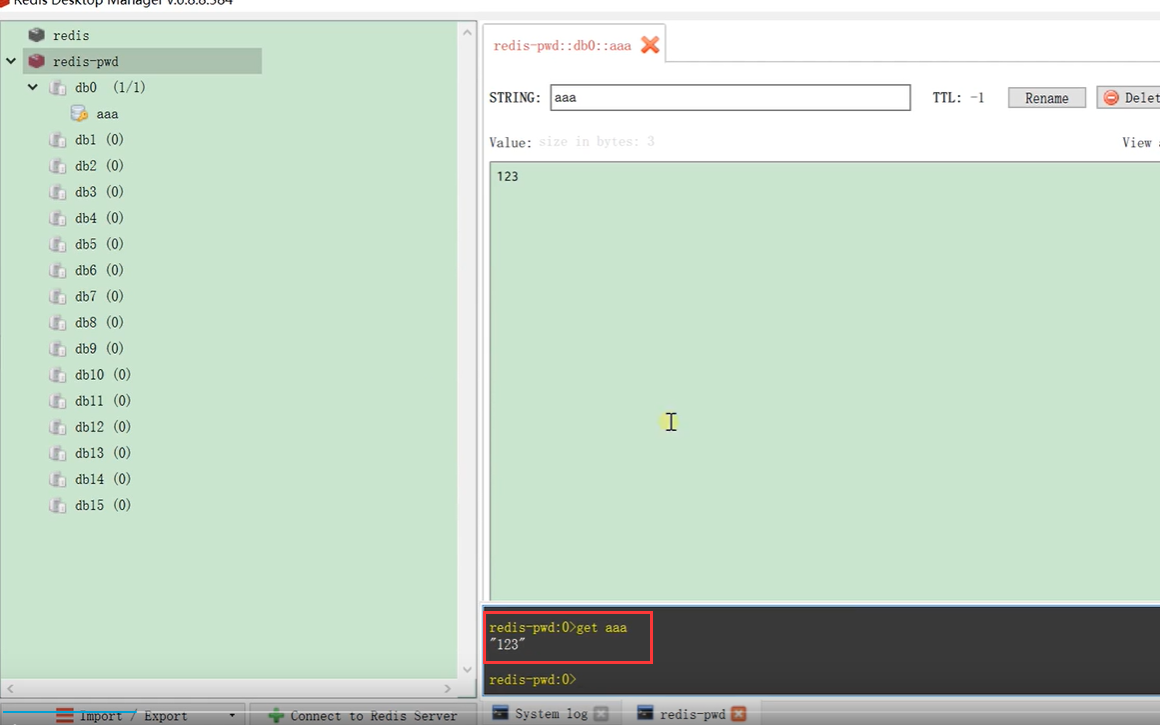 Redis Desktop Manager v.0.8.8.384
redis
redis-pwd
db0 (1/1)
aaa
db1 (0)
db2 (0)
db3 (0)
db4 (0)
db5 (0)
db6 (0)
db7 (0)
db8 (0)
db9 (0)
db10 (0)
db11 (0)
db12 (0)
db13 (0)
db14 (0)
db15 (0)
Import / Export
Connect to Redis Server
redis-pwd::db0::aaa
STRING: aaa TTL: -1 Rename Delet
Value: size in bytes: 3 View
123
redis-pwd:0>get aaa
"123"
redis-pwd:0>
System log redis-pwd